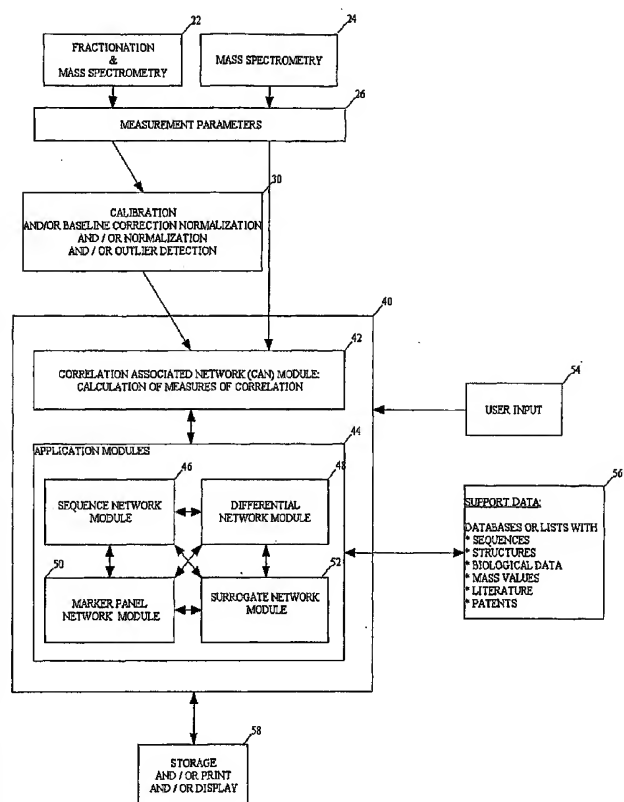 22
FRACTIONATION
&
MASS SPECTROMETRY
24
MASS SPECTROMETRY
26
MEASUREMENT PARAMETERS
30
CALIBRATION
AND/OR BASELINE CORRECTION NORMALIZATION
AND / OR NORMALIZATION
AND / OR OUTLIER DETECTION
40
42
CORRELATION ASSOCIATED NETWORK (CAN) MODULE:
CALCULATION OF MEASURES OF CORRELATION
54
USER INPUT
44
APPLICATION MODULES
46
SEQUENCE NETWORK
MODULE
48
DIFFERENTIAL
NETWORK MODULE
50
MARKER PANEL
NETWORK MODULE
52
SURROGATE NETWORK
MODULE
56
SUPPORT DATA:
DATABASES OR LISTS WITH
* SEQUENCES
* STRUCTURES
* BIOLOGICAL DATA
* MASS VALUES
* LITERATURE
* PATENTS
58
STORAGE
AND / OR PRINT
AND / OR DISPLAY